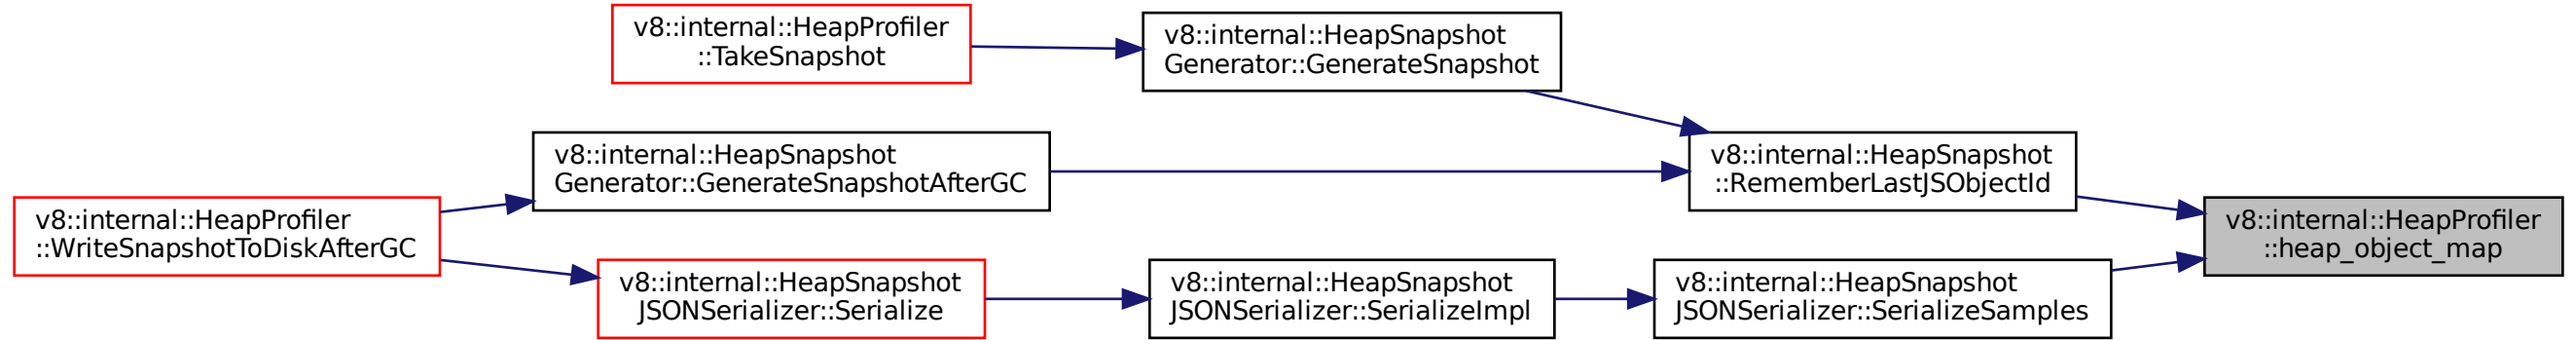 v8::internal::HeapProfiler
::TakeSnapshot
v8::internal::HeapSnapshot
Generator::GenerateSnapshot
v8::internal::HeapSnapshot
Generator::GenerateSnapshotAfterGC
v8::internal::HeapSnapshot
::RememberLastJSObjectId
v8::internal::HeapProfiler
::WriteSnapshotToDiskAfterGC
v8::internal::HeapProfiler
::heap_object_map
v8::internal::HeapSnapshot
JSONSerializer::Serialize
v8::internal::HeapSnapshot
JSONSerializer::SerializeImpl
v8::internal::HeapSnapshot
JSONSerializer::SerializeSamples